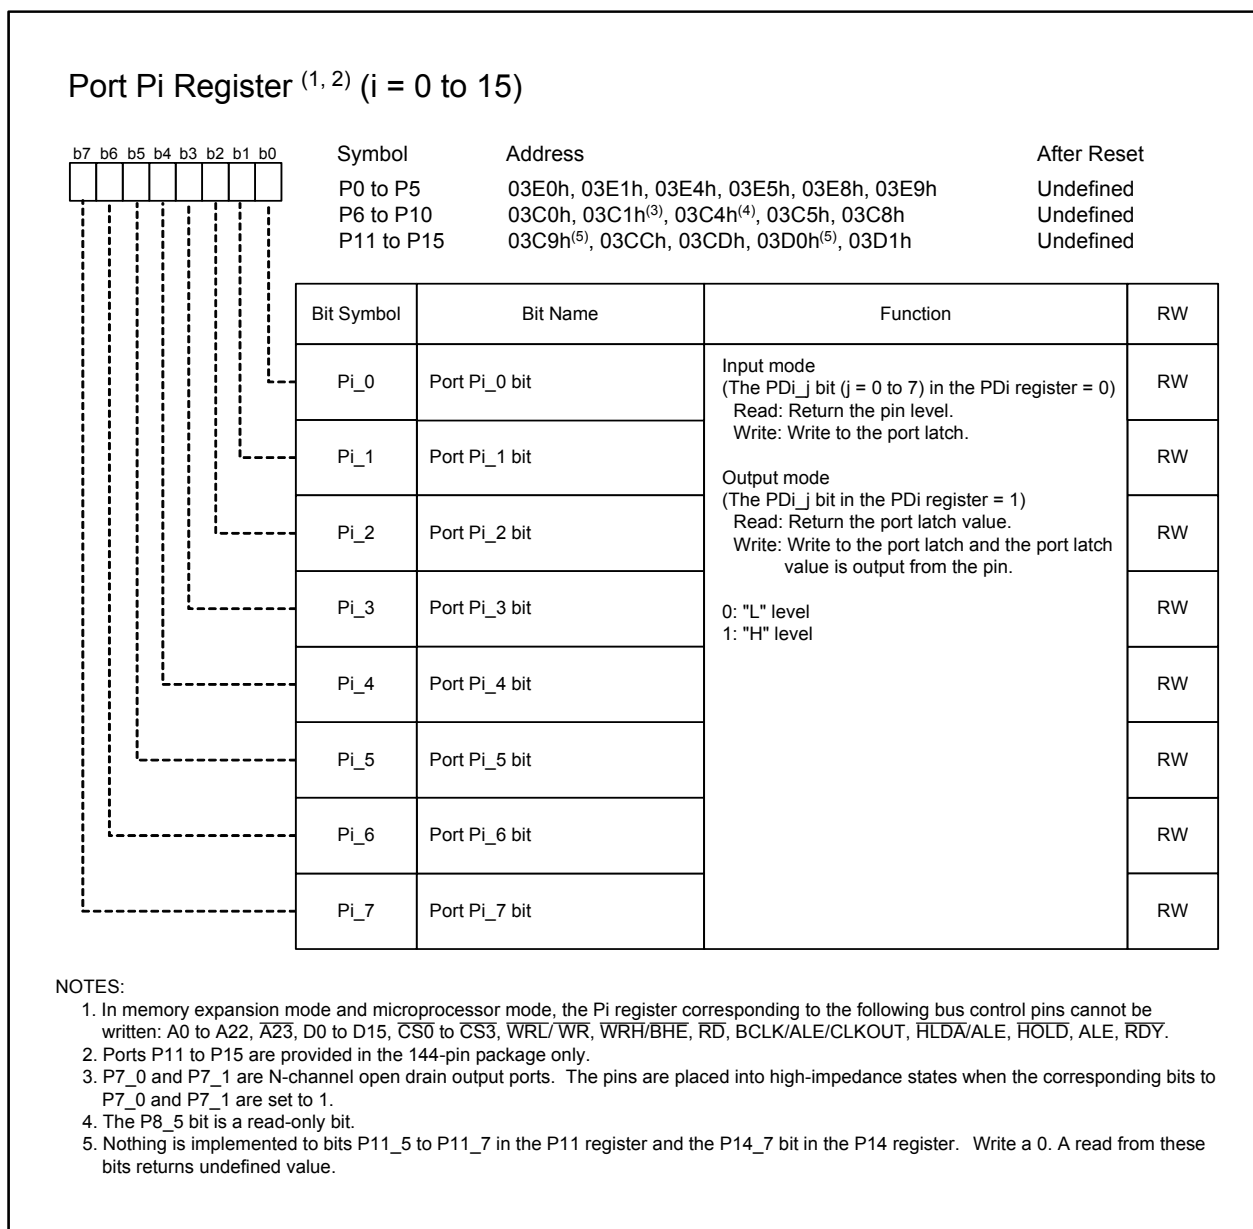 Port Pi Register (1, 2) (i = 0 to 15)
b7 b6 b5 b4 b3 b2 b1 b0
Symbol Address After Reset
P0 to P5 03E0h, 03E1h, 03E4h, 03E5h, 03E8h, 03E9h Undefined
P6 to P10 03C0h, 03C1h(3), 03C4h(4), 03C5h, 03C8h Undefined
P11 to P15 03C9h(5), 03CCh, 03CDh, 03D0h(5), 03D1h Undefined
Bit Symbol Bit Name Function RW
Pi_0 Port Pi_0 bit RW
Pi_1 Port Pi_1 bit RW
Pi_2 Port Pi_2 bit RW
Pi_3 Port Pi_3 bit RW
Pi_4 Port Pi_4 bit RW
Pi_5 Port Pi_5 bit RW
Pi_6 Port Pi_6 bit RW
Pi_7 Port Pi_7 bit RW
Input mode
(The PDi_j bit (j = 0 to 7) in the PDi register = 0)
Read: Return the pin level.
Write: Write to the port latch.
Output mode
(The PDi_j bit in the PDi register = 1)
Read: Return the port latch value.
Write: Write to the port latch and the port latch
value is output from the pin.
0: "L" level
1: "H" level
NOTES:
1. In memory expansion mode and microprocessor mode, the Pi register corresponding to the following bus control pins cannot be
written: A0 to A22, A̅2̅3̅, D0 to D15, C̅S̅0̅ to C̅S̅3̅, W̅R̅L̅/ W̅R̅, W̅R̅H̅/B̅H̅E̅, R̅D̅, BCLK/ALE/CLKOUT, H̅L̅D̅A̅/ALE, H̅O̅L̅D̅, ALE, R̅D̅Y̅.
2. Ports P11 to P15 are provided in the 144-pin package only.
3. P7_0 and P7_1 are N-channel open drain output ports. The pins are placed into high-impedance states when the corresponding bits to
P7_0 and P7_1 are set to 1.
4. The P8_5 bit is a read-only bit.
5. Nothing is implemented to bits P11_5 to P11_7 in the P11 register and the P14_7 bit in the P14 register. Write a 0. A read from these
bits returns undefined value.